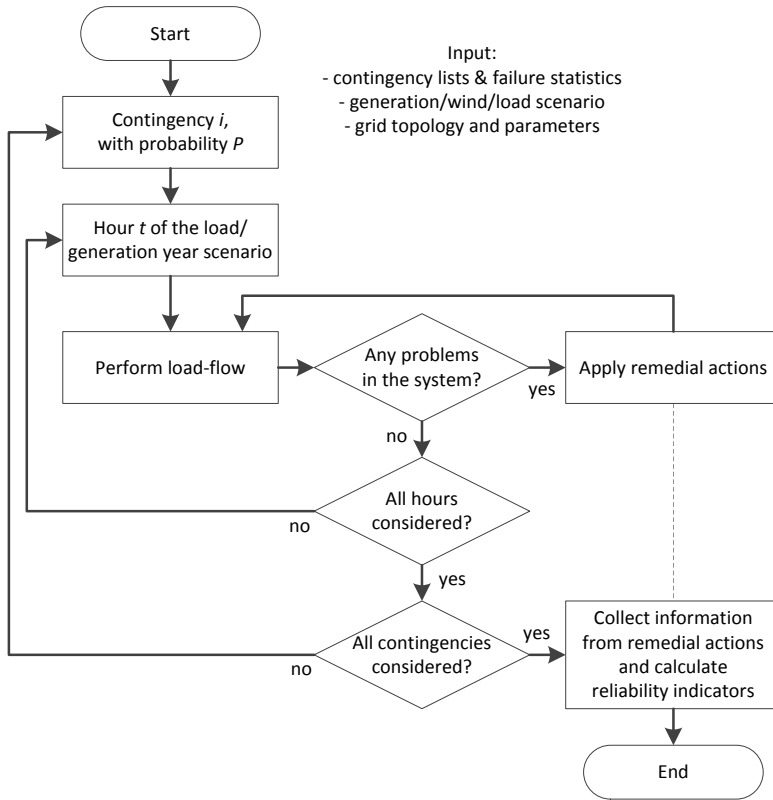 Start
Input:
- contingency lists & failure statistics
- generation/wind/load scenario
- grid topology and parameters
Contingency i,
with probability P
Hour t of the load/
generation year scenario
Perform load-flow
Any problems
in the system?
yes
Apply remedial actions
no
All hours
considered?
no
yes
All contingencies
considered?
no
yes
Collect information
from remedial actions
and calculate
reliability indicators
End